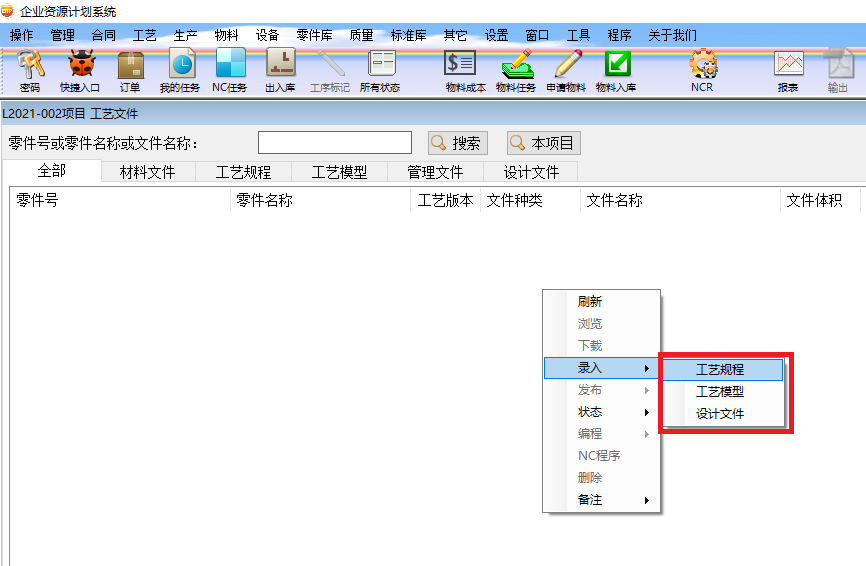 企业资源计划系统
操作 管理 合同 工艺 生产 物料 设备 零件库 质量 标准库 其它 设置 窗口 工具 程序 关于我们
密码 快捷入口 订单 我的任务 NC任务 出入库 工序标记 所有状态 物料成本 物料任务 申请物料 物料入库 NCR 报表 输出
L2021-002项目 工艺文件
零件号或零件名称或文件名称： 搜索 本项目
全部 材料文件 工艺规程 工艺模型 管理文件 设计文件
零件号 零件名称 工艺版本 文件种类 文件名称 文件体积
刷新
浏览
下载
录入 工艺规程
发布 工艺模型
状态 设计文件
编程
NC程序
删除
备注